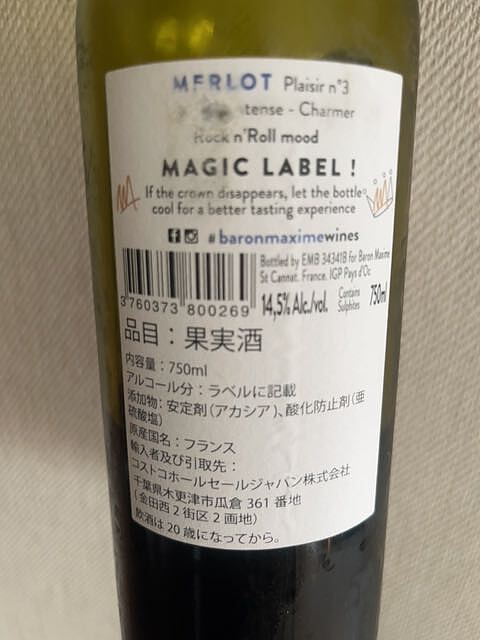 MERLOT Plaisir n°3
tense - Charmer
Rock n'Roll mood
MAGIC LABEL !
If the crown disappears, let the bottle
cool for a better tasting experience
#baronmaximewines
Bottled by EMB 34341B for Baron Maxime
St Cannat. France. IGP Pays d'Oc
14,5% Alc./vol. Contains Sulphites 750ml
3760373 800269
品目：果実酒
内容量：750ml
アルコール分：ラベルに記載
添加物：安定剤（アカシア）、酸化防止剤（亜
硫酸塩）
原産国名：フランス
輸入者及び引取先：
コストコホールセールジャパン株式会社
千葉県木更津市瓜倉 361 番地
（金田西2街区2画地）
飲酒は 20 歳になってから。